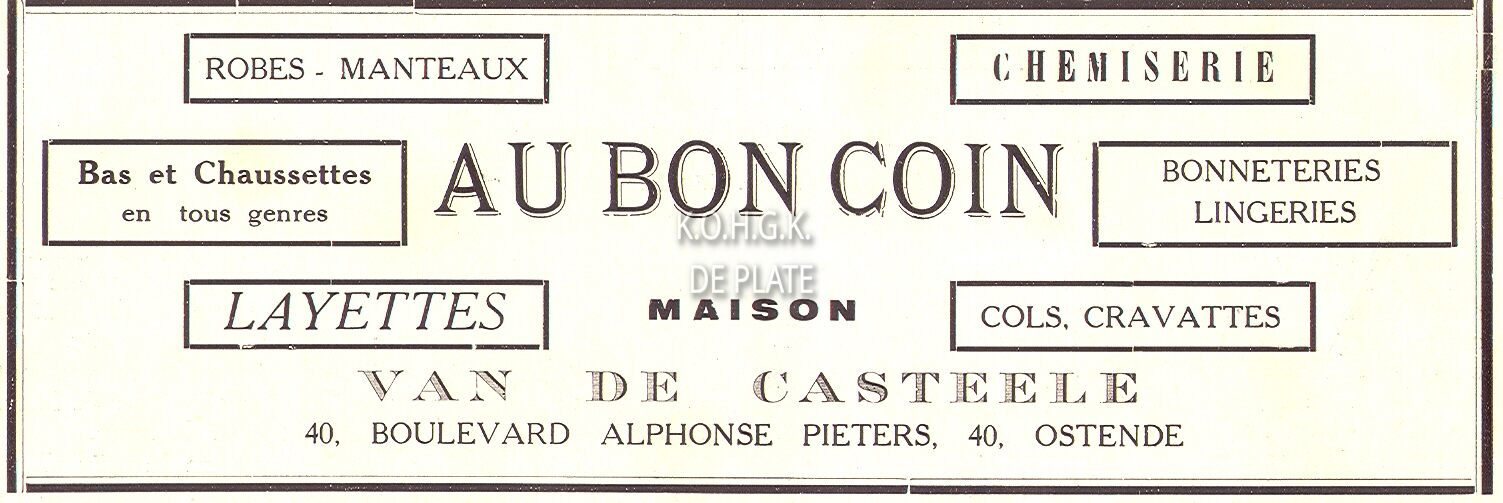 ROBES - MANTEAUX
CHEMISERIE
Bas et Chaussettes
en tous genres
AU BON COIN
BONNETERIES
LINGERIES
K.O.H.G.K.
DE PLATE
LAYETTES
MAISON
COLS, CRAVATTES
VAN DE CASTEELE
40, BOULEVARD ALPHONSE PIETERS, 40, OSTENDE